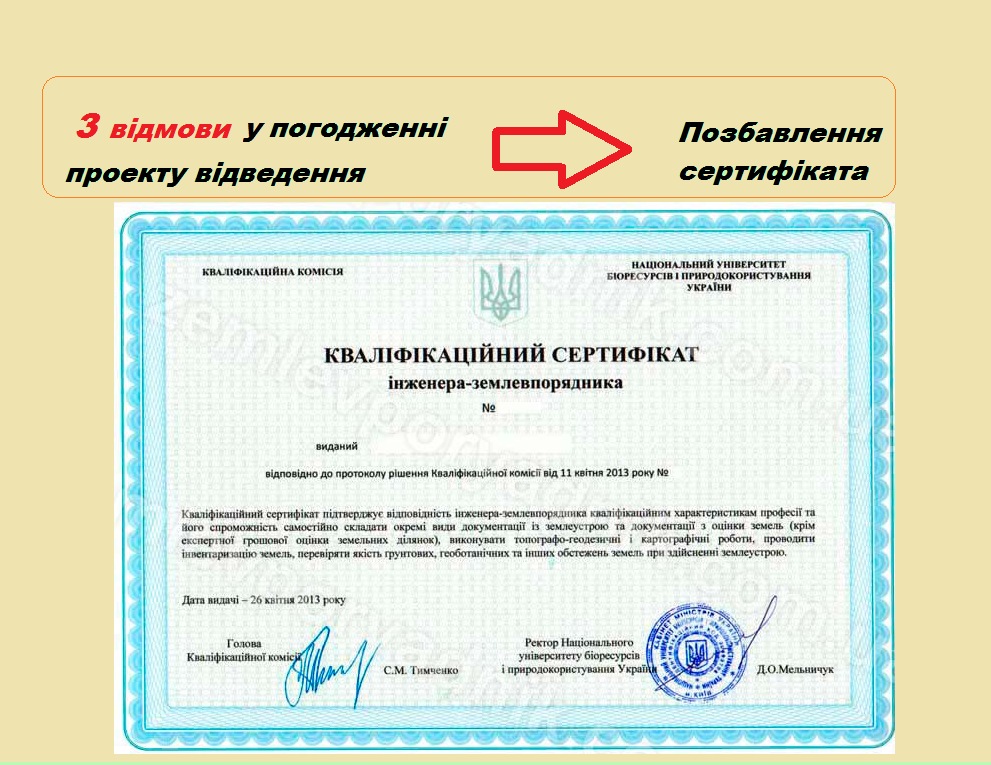 3 відмови у погодженні
проекту відведення
Позбавлення
сертифіката
КВАЛІФІКАЦІЙНА КОМІСІЯ
НАЦІОНАЛЬНИЙ УНІВЕРСИТЕТ
БІОРЕСУРСІВ І ПРИРОДОКОРИСТУВАННЯ
УКРАЇНИ
КВАЛІФІКАЦІЙНИЙ СЕРТИФІКАТ
інженера-землевпорядника
№
виданий
відповідно до протоколу рішення Кваліфікаційної комісії від 11 квітня 2013 року №
Кваліфікаційний сертифікат підтверджує відповідність інженера-землевпорядника кваліфікаційним характеристикам професії та
його спроможність самостійно складати окремі види документації із землеустрою та документації з оцінки земель (крім
експертної грошової оцінки земельних ділянок), виконувати топографо-геодезичні і картографічні роботи, проводити
інвентаризацію земель, перевіряти якість ґрунтових, геоботанічних та інших обстежень земель при здійсненні землеустрою.
Дата видачі – 26 квітня 2013 року
Голова
Кваліфікаційної комісії
С.М. Тимченко
Ректор Національного
університету біоресурсів
і природокористування України
Д.О.Мельничук
КАБІНЕТ МІНІСТРІВ УКРАЇНИ
м. КИЇВ